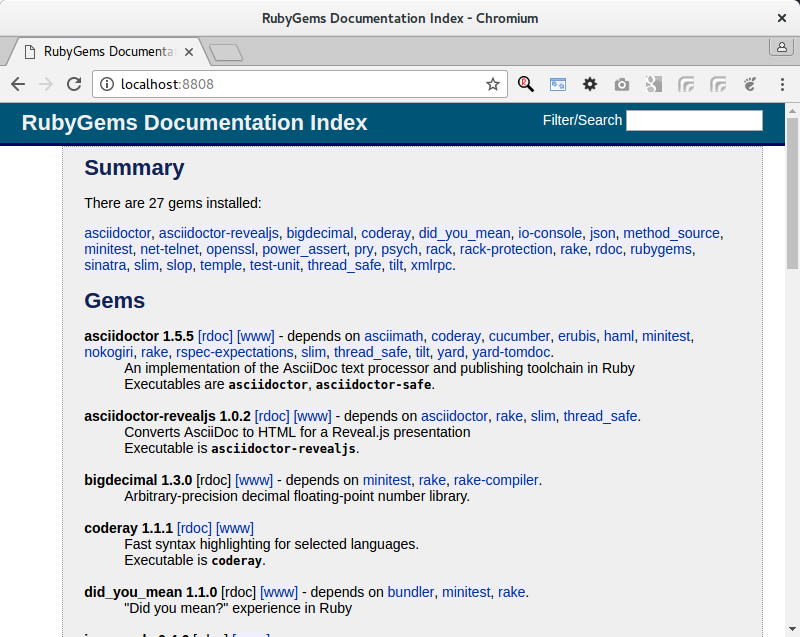 RubyGems Documentation Index - Chromium
RubyGems Documenta
localhost:8808
RubyGems Documentation Index
Filter/Search
Summary
There are 27 gems installed:
asciidoctor, asciidoctor-revealjs, bigdecimal, coderay, did_you_mean, io-console, json, method_source,
minitest, net-telnet, openssl, power_assert, pry, psych, rack, rack-protection, rake, rdoc, rubygems,
sinatra, slim, slop, temple, test-unit, thread_safe, tilt, xmlrpc.
Gems
asciidoctor 1.5.5 [rdoc] [www] - depends on asciimath, coderay, cucumber, erubis, haml, minitest,
nokogiri, rake, rspec-expectations, slim, thread_safe, tilt, yard, yard-tomdoc.
An implementation of the AsciiDoc text processor and publishing toolchain in Ruby
Executables are asciidoctor, asciidoctor-safe.
asciidoctor-revealjs 1.0.2 [rdoc] [www] - depends on asciidoctor, rake, slim, thread_safe.
Converts AsciiDoc to HTML for a Reveal.js presentation
Executable is asciidoctor-revealjs.
bigdecimal 1.3.0 [rdoc] [www] - depends on minitest, rake, rake-compiler.
Arbitrary-precision decimal floating-point number library.
coderay 1.1.1 [rdoc] [www]
Fast syntax highlighting for selected languages.
Executable is coderay.
did_you_mean 1.1.0 [rdoc] [www] - depends on bundler, minitest, rake.
"Did you mean?" experience in Ruby